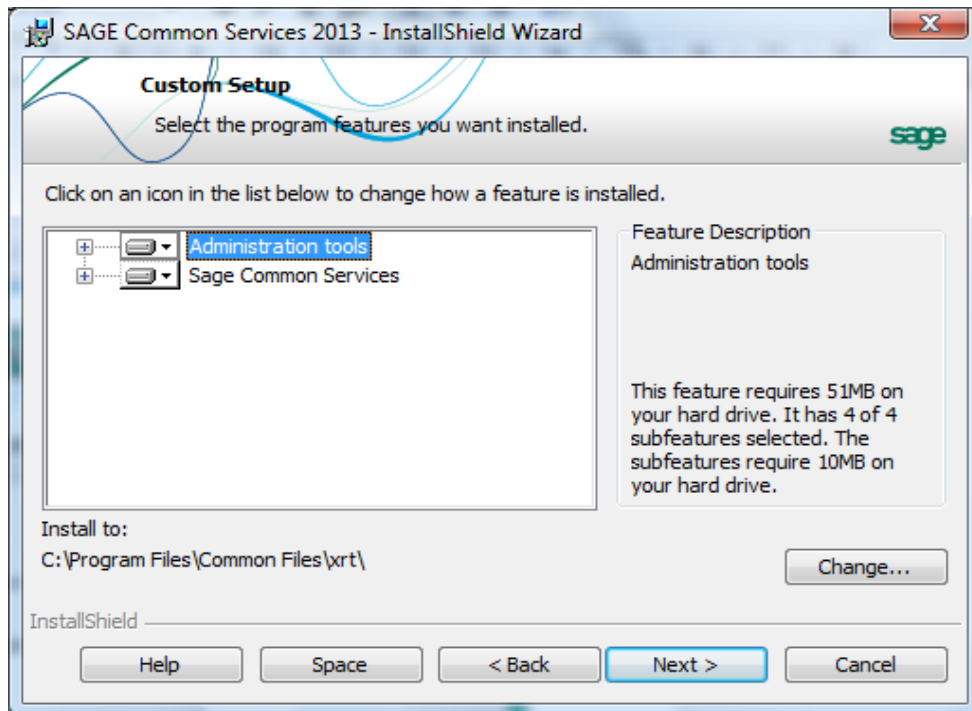 SAGE Common Services 2013 - InstallShield Wizard
Custom Setup
Select the program features you want installed.
sage
Click on an icon in the list below to change how a feature is installed.
Administration tools
Sage Common Services
Feature Description
Administration tools
This feature requires 51MB on
your hard drive. It has 4 of 4
subfeatures selected. The
subfeatures require 10MB on
your hard drive.
Install to:
C:\Program Files\Common Files\xrt\
Change...
InstallShield
Help
Space
< Back
Next >
Cancel